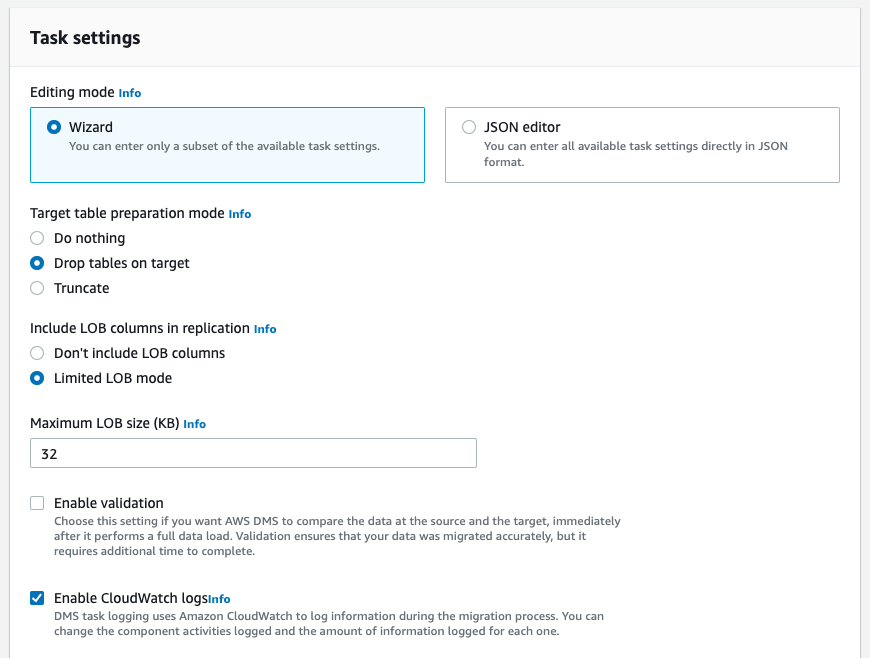 Task settings
Editing mode Info
Wizard
You can enter only a subset of the available task settings.
JSON editor
You can enter all available task settings directly in JSON
format.
Target table preparation mode Info
Do nothing
Drop tables on target
Truncate
Include LOB columns in replication Info
Don't include LOB columns
Limited LOB mode
Maximum LOB size (KB) Info
32
Enable validation
Choose this setting if you want AWS DMS to compare the data at the source and the target, immediately
after it performs a full data load. Validation ensures that your data was migrated accurately, but it
requires additional time to complete.
Enable CloudWatch logsInfo
DMS task logging uses Amazon CloudWatch to log information during the migration process. You can
change the component activities logged and the amount of information logged for each one.